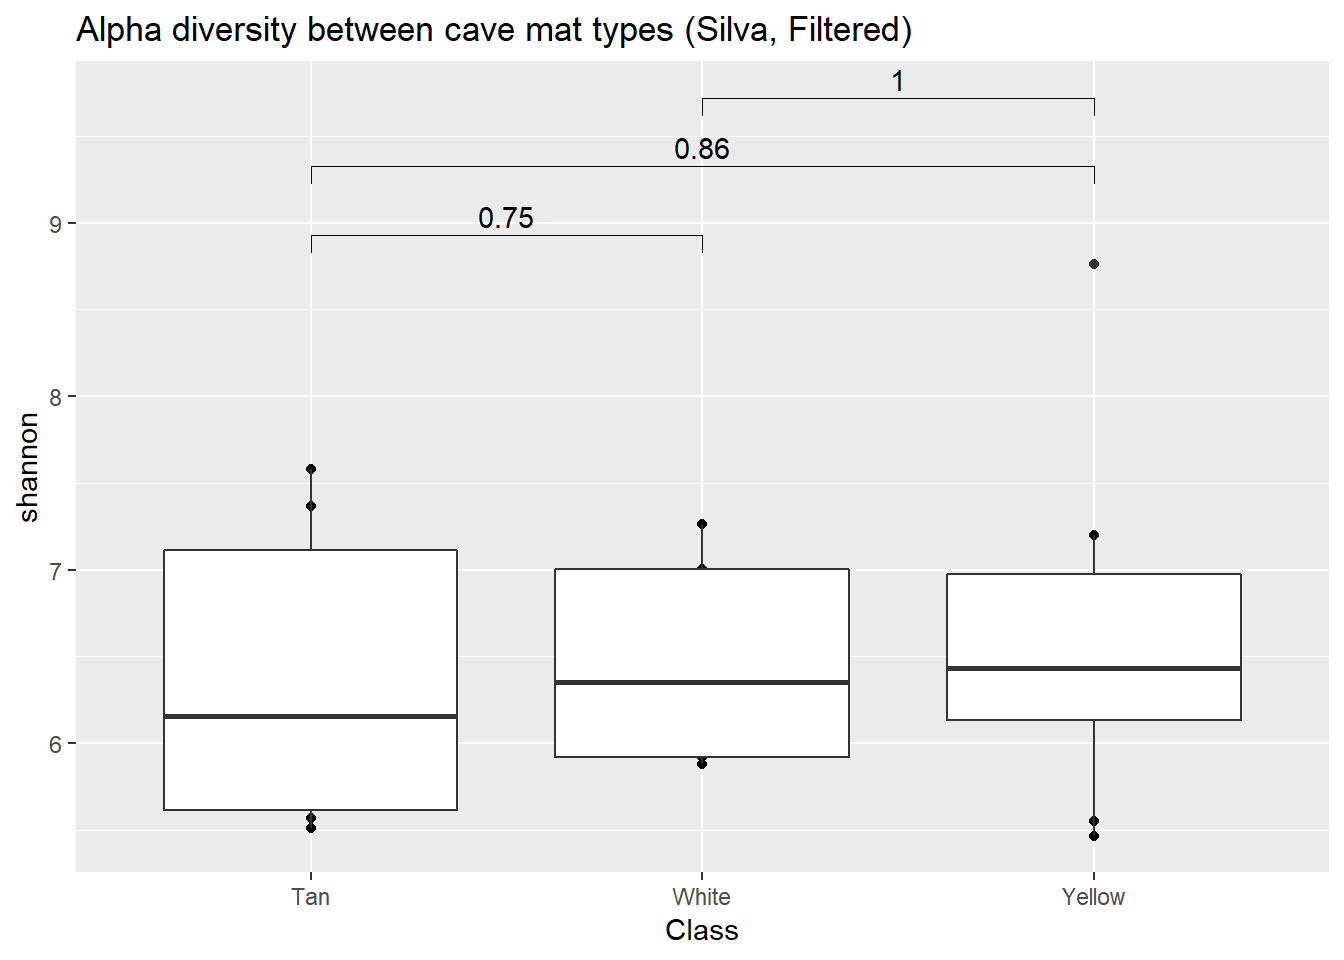 Alpha diversity between cave mat types (Silva, Filtered)
1
0.86
0.75
9
8
7
6
shannon
Tan White Yellow
Class